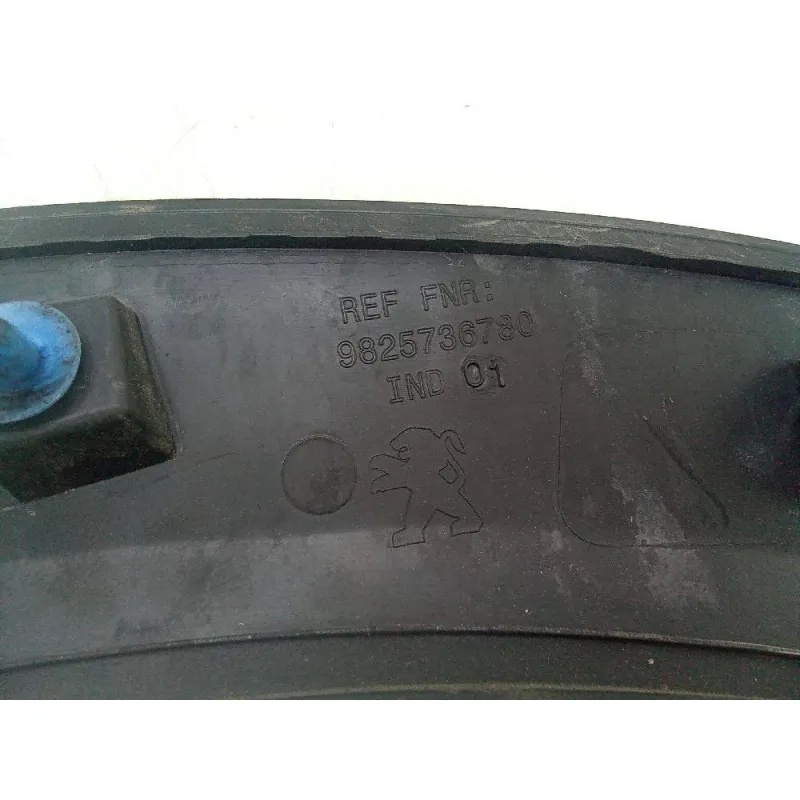 REF FNR:
9825736780
IND 01